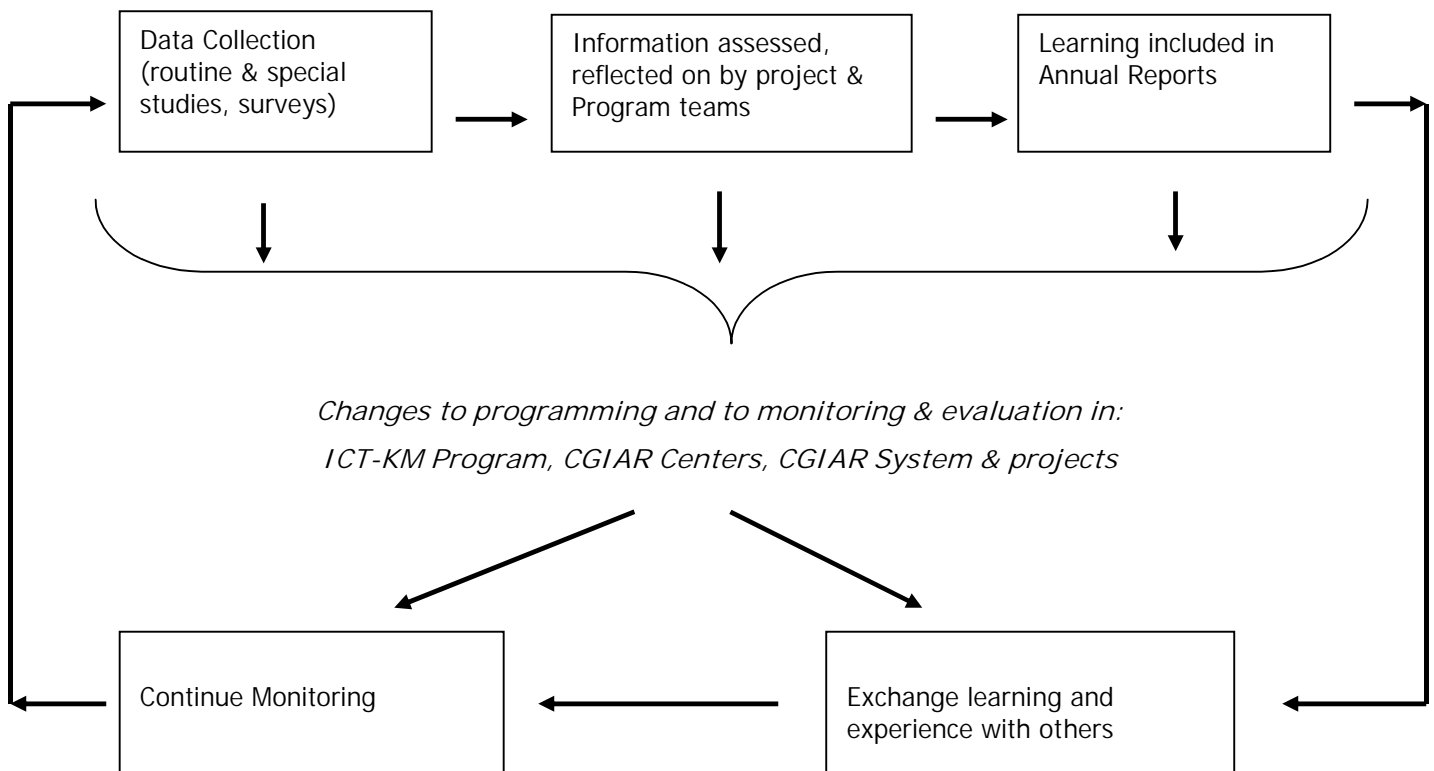 Data Collection
(routine & special
studies, surveys)
Information assessed,
reflected on by project &
Program teams
Learning included in
Annual Reports
Changes to programming and to monitoring & evaluation in:
ICT-KM Program, CGIAR Centers, CGIAR System & projects
Continue Monitoring
Exchange learning and
experience with others